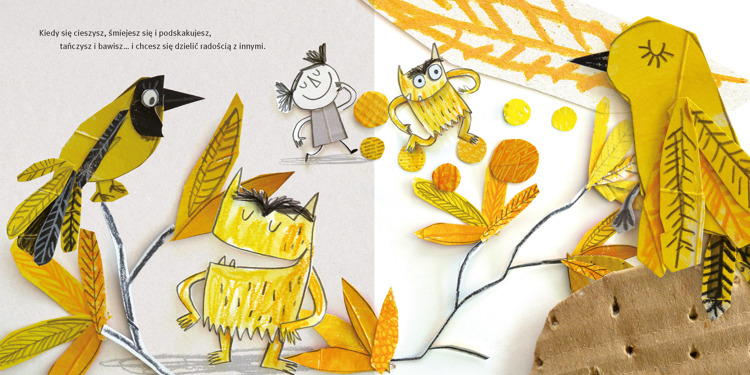 Kiedy się cieszysz, śmiejesz się i podskakujesz,
tańczysz i bawisz... i chcesz się dzielić radością z innymi.